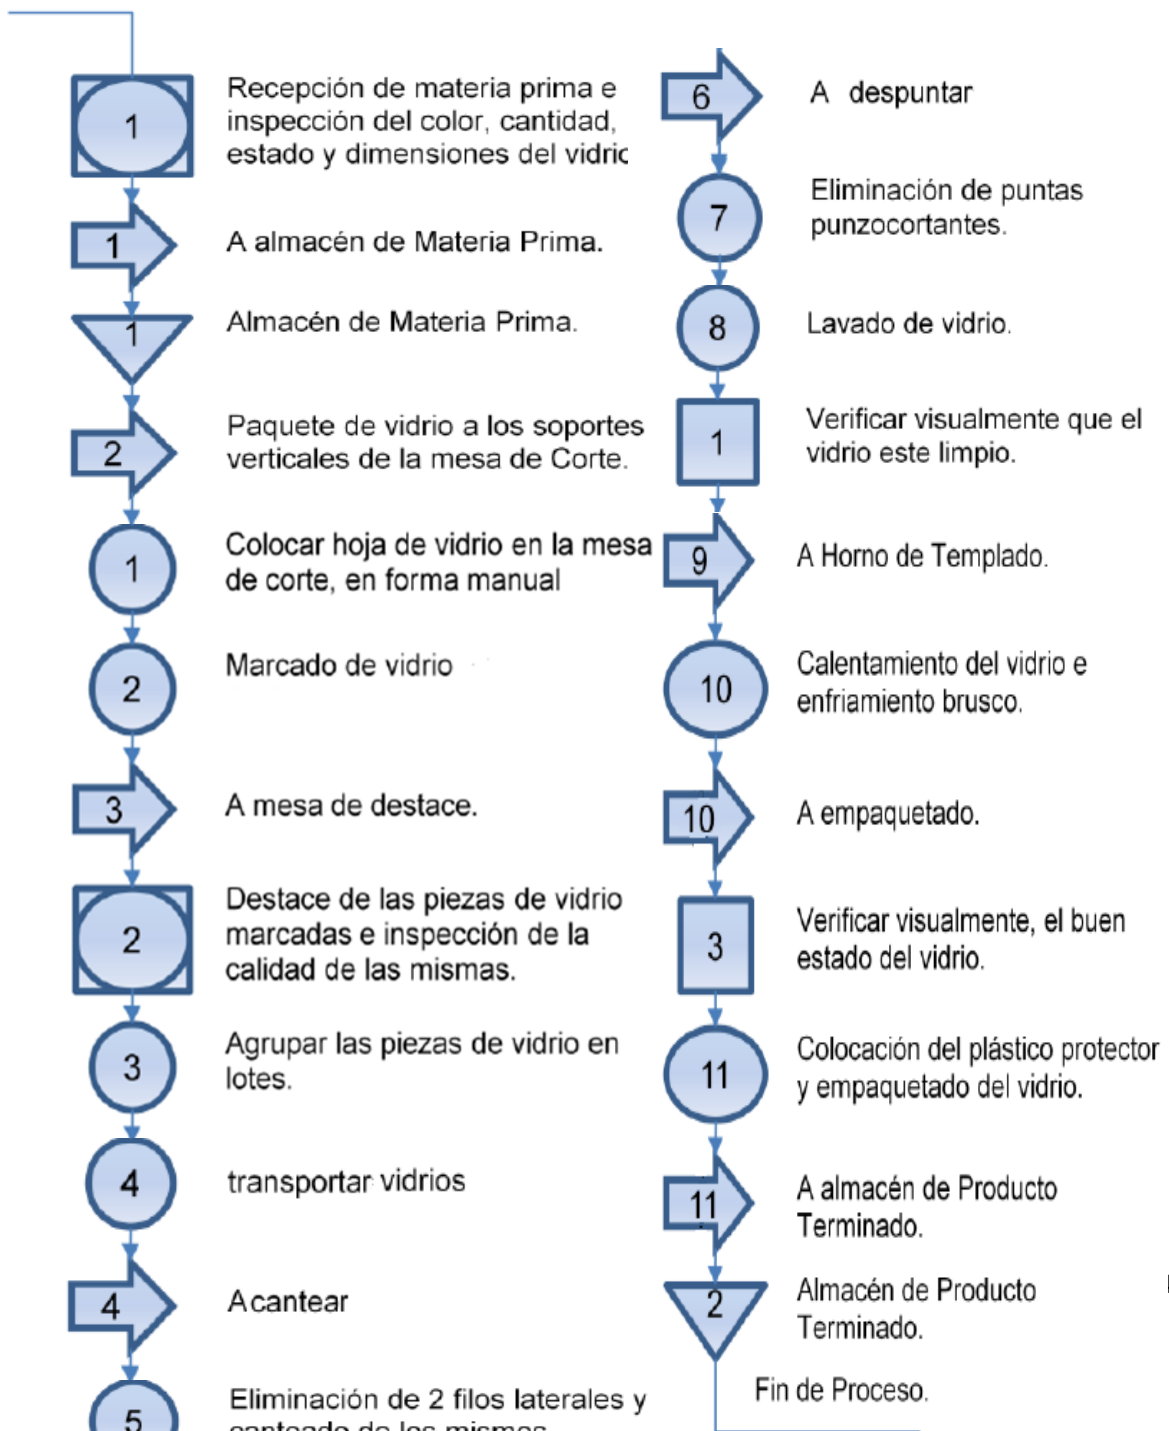 1
Recepción de materia prima e
inspección del color, cantidad,
estado y dimensiones del vidrio
1
A almacén de Materia Prima.
1
Almacén de Materia Prima.
2
Paquete de vidrio a los soportes
verticales de la mesa de Corte.
1
Colocar hoja de vidrio en la mesa
de corte, en forma manual
2
Marcado de vidrio
3
A mesa de destace.
2
Destace de las piezas de vidrio
marcadas e inspección de la
calidad de las mismas.
3
Agrupar las piezas de vidrio en
lotes.
4
transportar vidrios
4
A cantear
5
Eliminación de 2 filos laterales y
canteado de los mismos
6
A despuntar
7
Eliminación de puntas
punzocortantes.
8
Lavado de vidrio.
1
Verificar visualmente que el
vidrio este limpio.
9
A Horno de Templado.
10
Calentamiento del vidrio e
enfriamiento brusco.
10
A empaquetado.
3
Verificar visualmente, el buen
estado del vidrio.
11
Colocación del plástico protector
y empaquetado del vidrio.
11
A almacén de Producto
Terminado.
2
Almacén de Producto
Terminado.
Fin de Proceso.